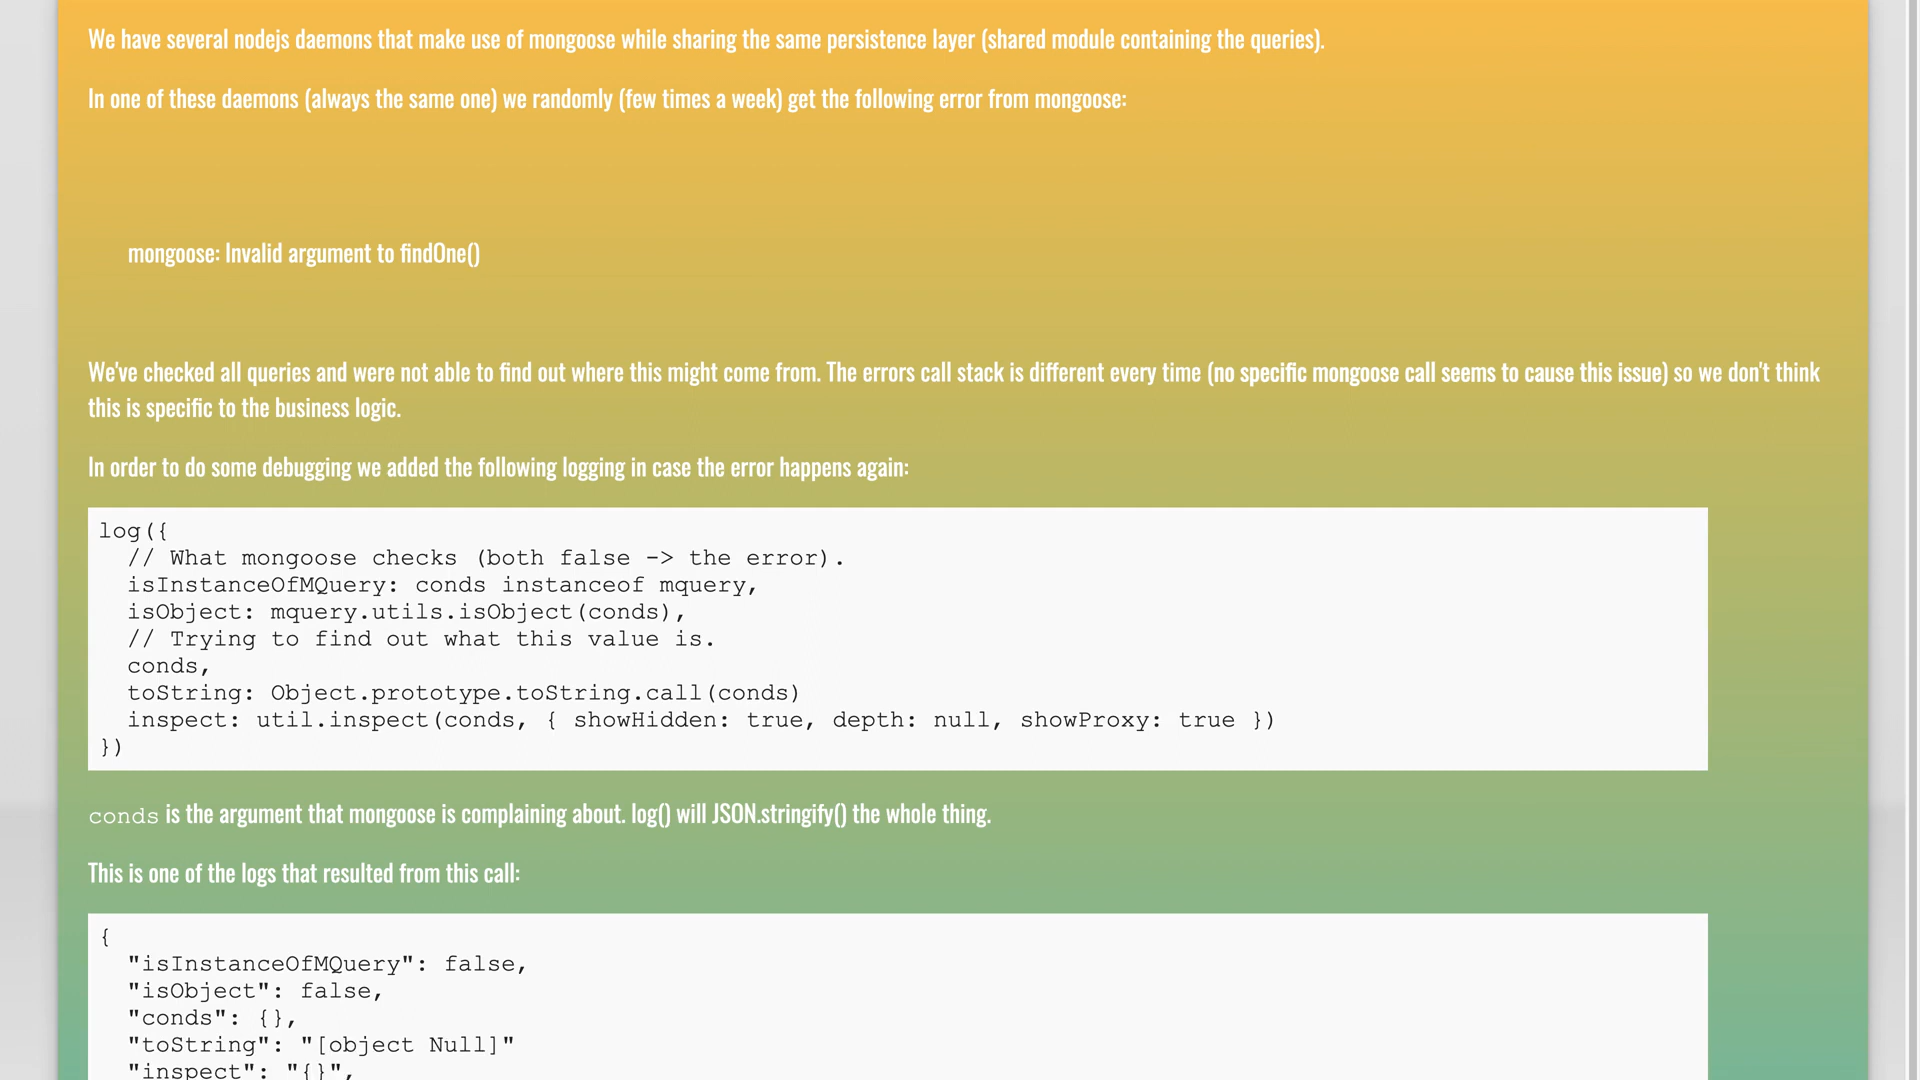 We have several nodejs daemons that make use of mongoose while sharing the same persistence layer (shared module containing the queries).
In one of these daemons (always the same one) we randomly (few times a week) get the following error from mongoose:
mongoose: Invalid argument to findOne()
We've checked all queries and were not able to find out where this might come from. The errors call stack is different every time (no specific mongoose call seems to cause this issue) so we don't think
this is specific to the business logic.
In order to do some debugging we added the following logging in case the error happens again:
log({
  // What mongoose checks (both false -> the error).
  isInstanceOfMQuery: conds instanceof mquery,
  isObject: mquery.utils.isObject(conds),
  // Trying to find out what this value is.
  conds,
  toString: Object.prototype.toString.call(conds)
  inspect: util.inspect(conds, { showHidden: true, depth: null, showProxy: true })
})
conds is the argument that mongoose is complaining about. log() will JSON.stringify() the whole thing.
This is one of the logs that resulted from this call:
{
  "isInstanceOfMQuery": false,
  "isObject": false,
  "conds": {},
  "toString": "[object Null]"
  "inspect": "{}",